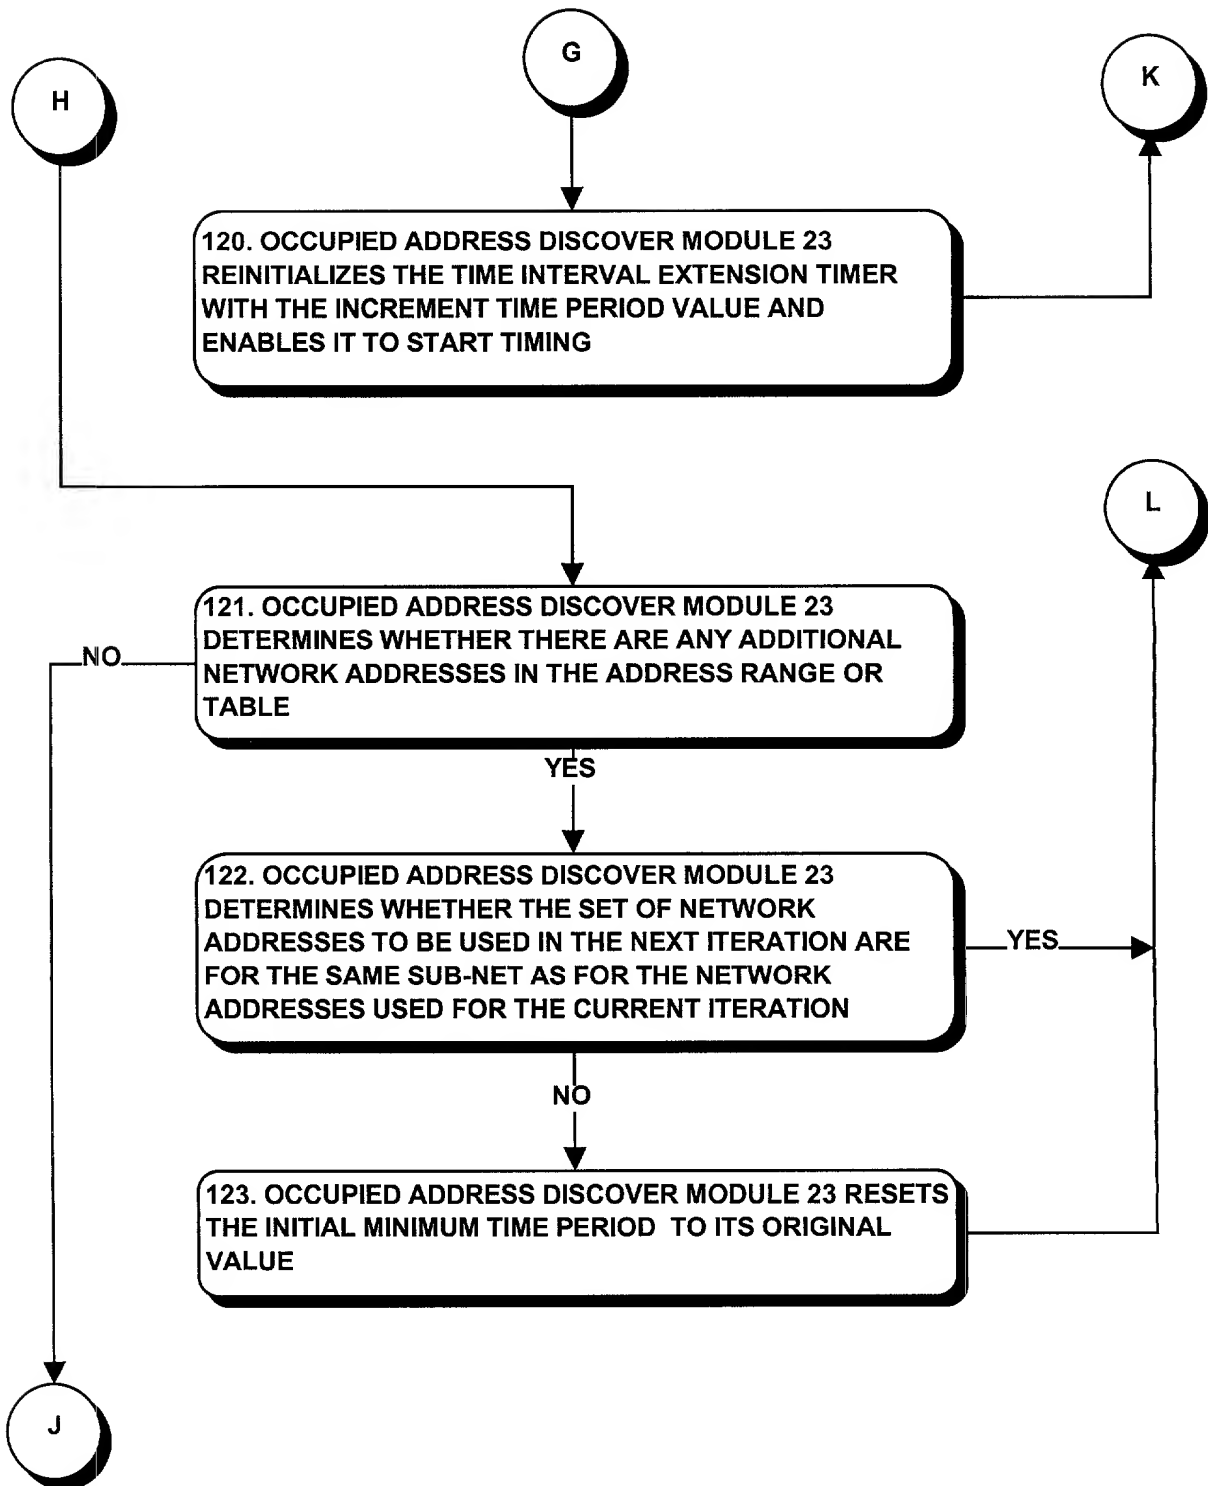 G
H
K
120. OCCUPIED ADDRESS DISCOVER MODULE 23
REINITIALIZES THE TIME INTERVAL EXTENSION TIMER
WITH THE INCREMENT TIME PERIOD VALUE AND
ENABLES IT TO START TIMING
L
121. OCCUPIED ADDRESS DISCOVER MODULE 23
DETERMINES WHETHER THERE ARE ANY ADDITIONAL
NETWORK ADDRESSES IN THE ADDRESS RANGE OR
TABLE
NO
YES
122. OCCUPIED ADDRESS DISCOVER MODULE 23
DETERMINES WHETHER THE SET OF NETWORK
ADDRESSES TO BE USED IN THE NEXT ITERATION ARE
FOR THE SAME SUB-NET AS FOR THE NETWORK
ADDRESSES USED FOR THE CURRENT ITERATION
YES
NO
123. OCCUPIED ADDRESS DISCOVER MODULE 23 RESETS
THE INITIAL MINIMUM TIME PERIOD TO ITS ORIGINAL
VALUE
J